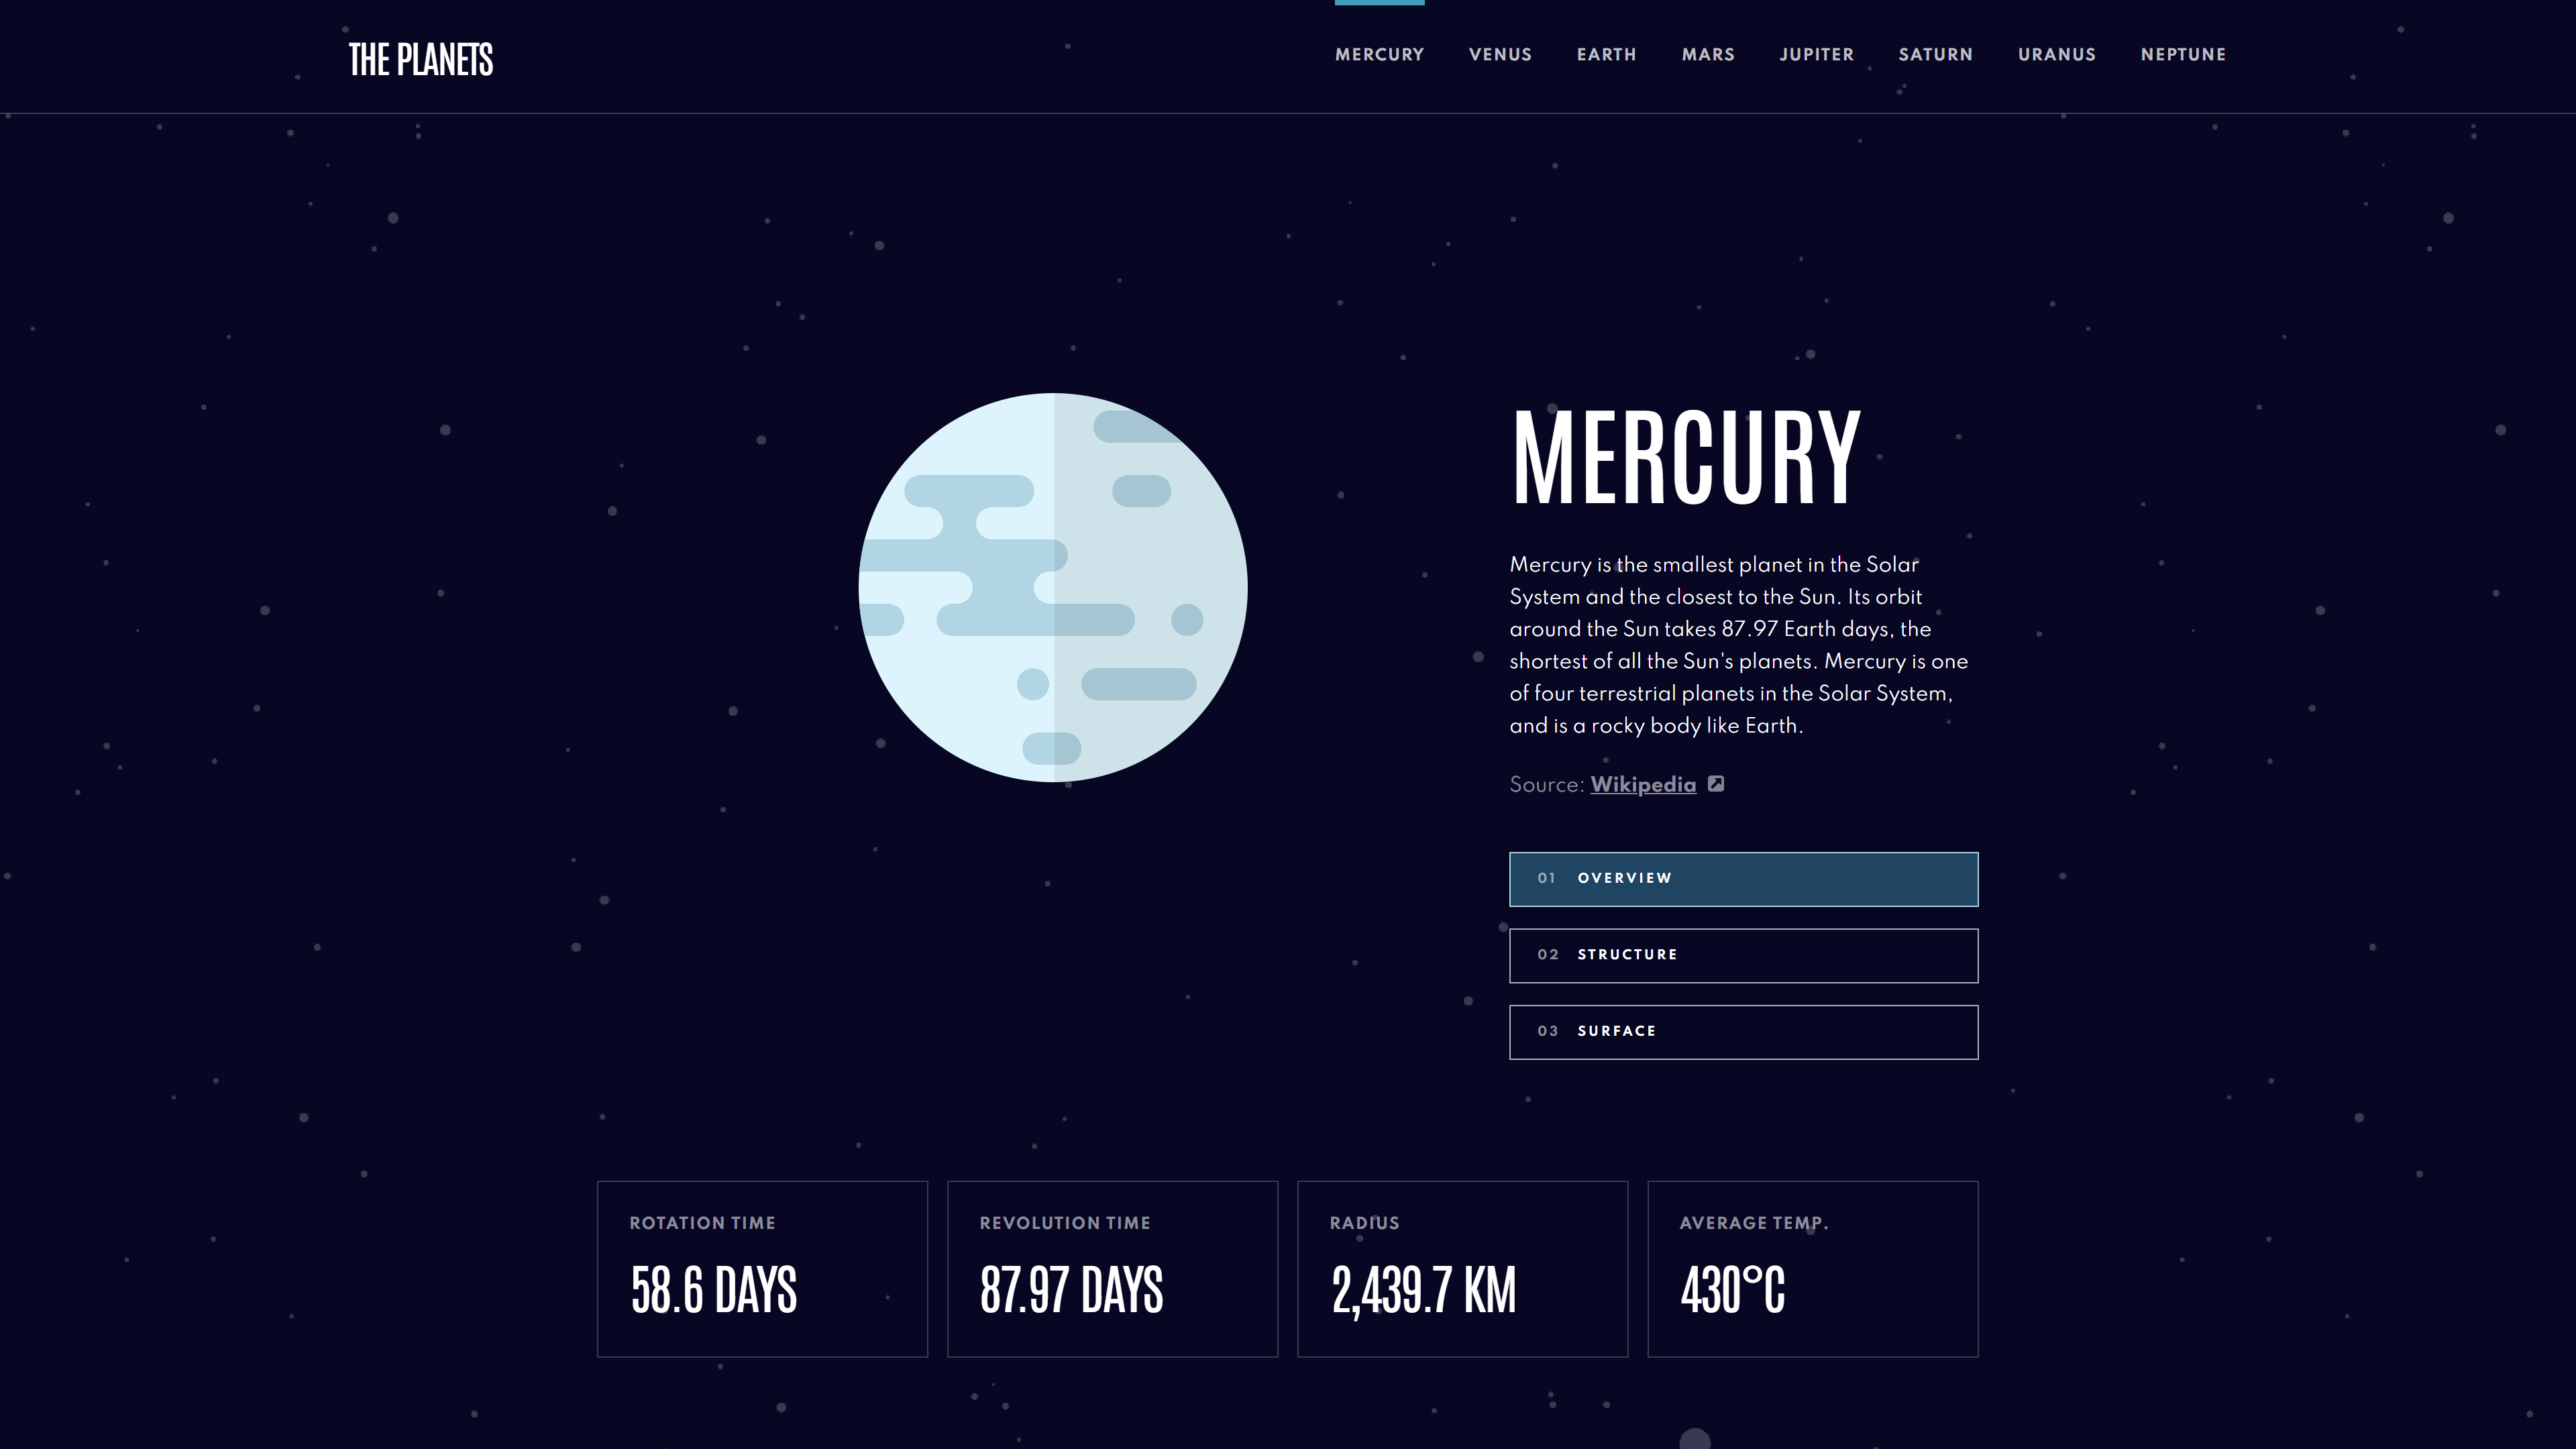 THE PLANETS
MERCURY VENUS EARTH MARS JUPITER SATURN URANUS NEPTUNE
MERCURY
Mercury is the smallest planet in the Solar
System and the closest to the Sun. Its orbit
around the Sun takes 87.97 Earth days, the
shortest of all the Sun's planets. Mercury is one
of four terrestrial planets in the Solar System,
and is a rocky body like Earth.
Source: Wikipedia
01 OVERVIEW
02 STRUCTURE
03 SURFACE
ROTATION TIME
58.6 DAYS
REVOLUTION TIME
87.97 DAYS
RADIUS
2,439.7 KM
AVERAGE TEMP.
430°C